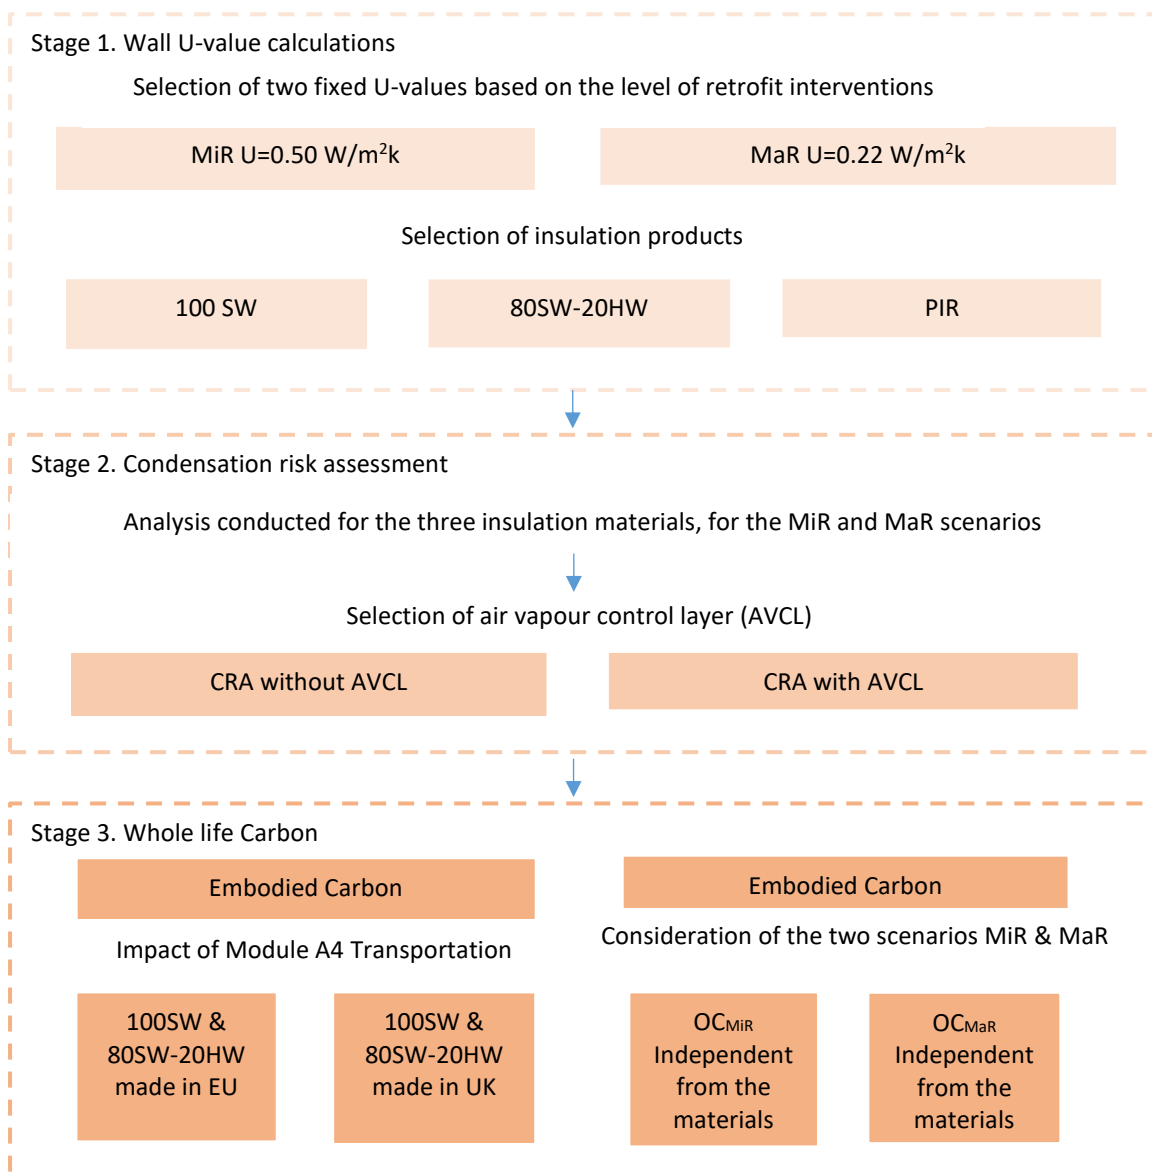 Stage 1. Wall U-value calculations
Selection of two fixed U-values based on the level of retrofit interventions
MiR U=0.50 W/m²k
MaR U=0.22 W/m²k
Selection of insulation products
100 SW
80SW-20HW
PIR
Stage 2. Condensation risk assessment
Analysis conducted for the three insulation materials, for the MiR and MaR scenarios
Selection of air vapour control layer (AVCL)
CRA without AVCL
CRA with AVCL
Stage 3. Whole life Carbon
Embodied Carbon
Impact of Module A4 Transportation
100SW &
80SW-20HW
made in EU
100SW &
80SW-20HW
made in UK
Embodied Carbon
Consideration of the two scenarios MiR & MaR
OCMiR
Independent
from the
materials
OCMaR
Independent
from the
materials